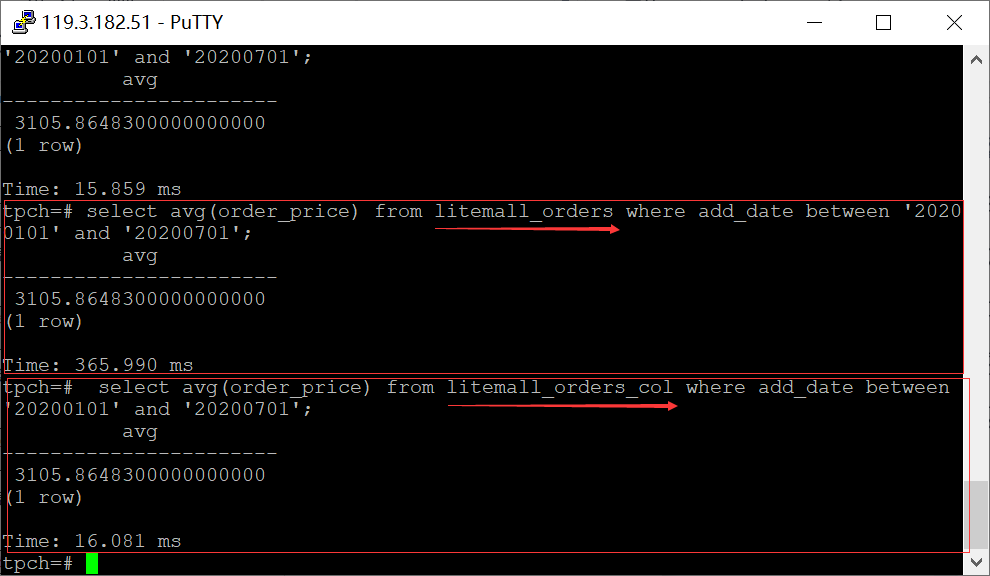 119.3.182.51 - PuTTY
'20200101' and '20200701';
avg
-----------------------
3105.8648300000000000
(1 row)
Time: 15.859 ms
tpch=# select avg(order_price) from litemall_orders where add_date between '2020
0101' and '20200701';
avg
-----------------------
3105.8648300000000000
(1 row)
Time: 365.990 ms
tpch=#  select avg(order_price) from litemall_orders_col where add_date between
'20200101' and '20200701';
avg
-----------------------
3105.8648300000000000
(1 row)
Time: 16.081 ms
tpch=#